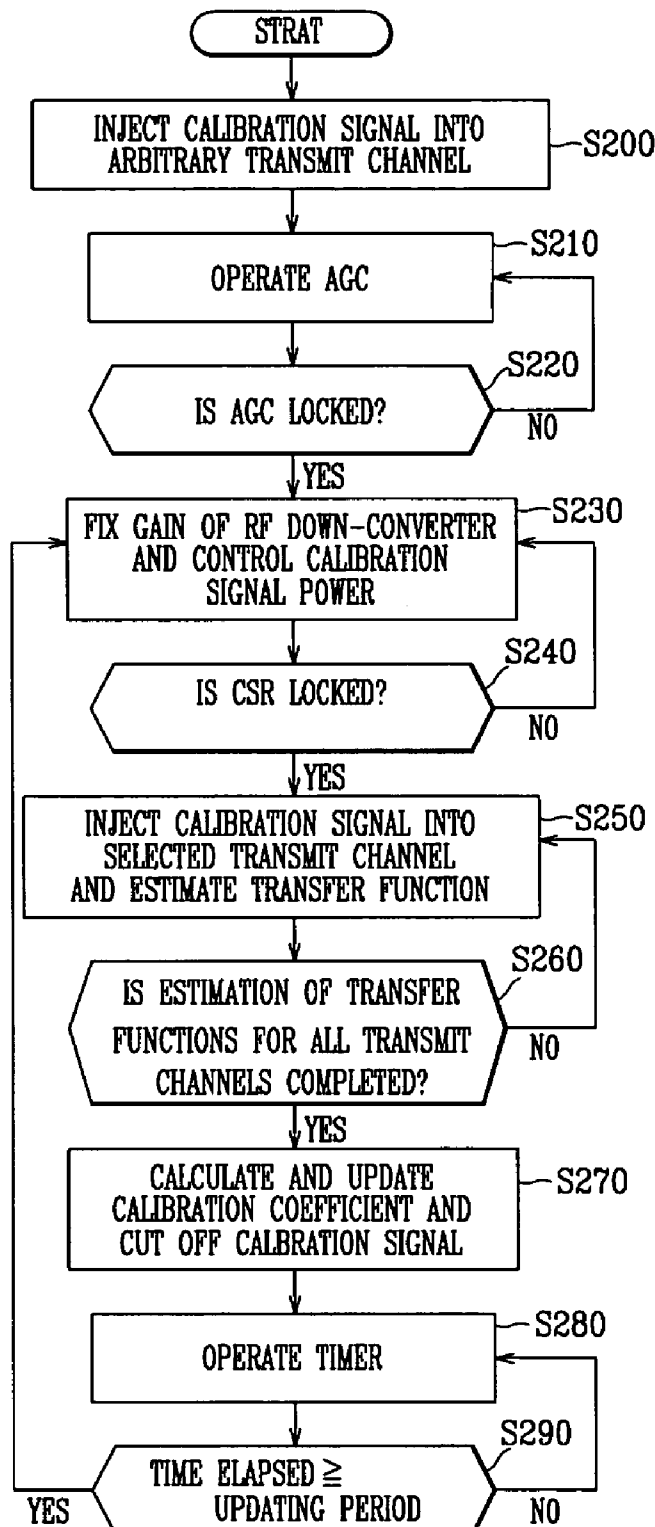 STRAT
INJECT CALIBRATION SIGNAL INTO
ARBITRARY TRANSMIT CHANNEL
S200
S210
OPERATE AGC
S220
IS AGC LOCKED?
NO
YES
S230
FIX GAIN OF RF DOWN-CONVERTER
AND CONTROL CALIBRATION
SIGNAL POWER
S240
IS CSR LOCKED?
NO
YES
S250
INJECT CALIBRATION SIGNAL INTO
SELECTED TRANSMIT CHANNEL
AND ESTIMATE TRANSFER FUNCTION
S260
IS ESTIMATION OF TRANSFER
FUNCTIONS FOR ALL TRANSMIT
CHANNELS COMPLETED?
NO
YES
S270
CALCULATE AND UPDATE
CALIBRATION COEFFICIENT AND
CUT OFF CALBRATION SIGNAL
S280
OPERATE TIMER
S290
TIME ELAPSED ≧
UPDATING PERIOD
YES
NO